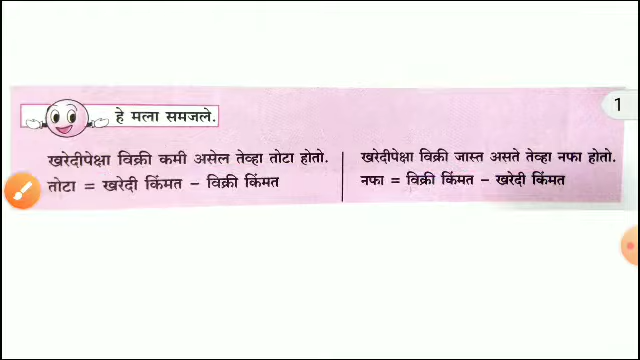 हे मला समजले.
खरेदीपेक्षा विक्री कमी असेल तेव्हा तोटा होतो.
तोटा = खरेदी किंमत – विक्री किंमत
खरेदीपेक्षा विक्री जास्त असते तेव्हा नफा होतो.
नफा = विक्री किंमत – खरेदी किंमत
1